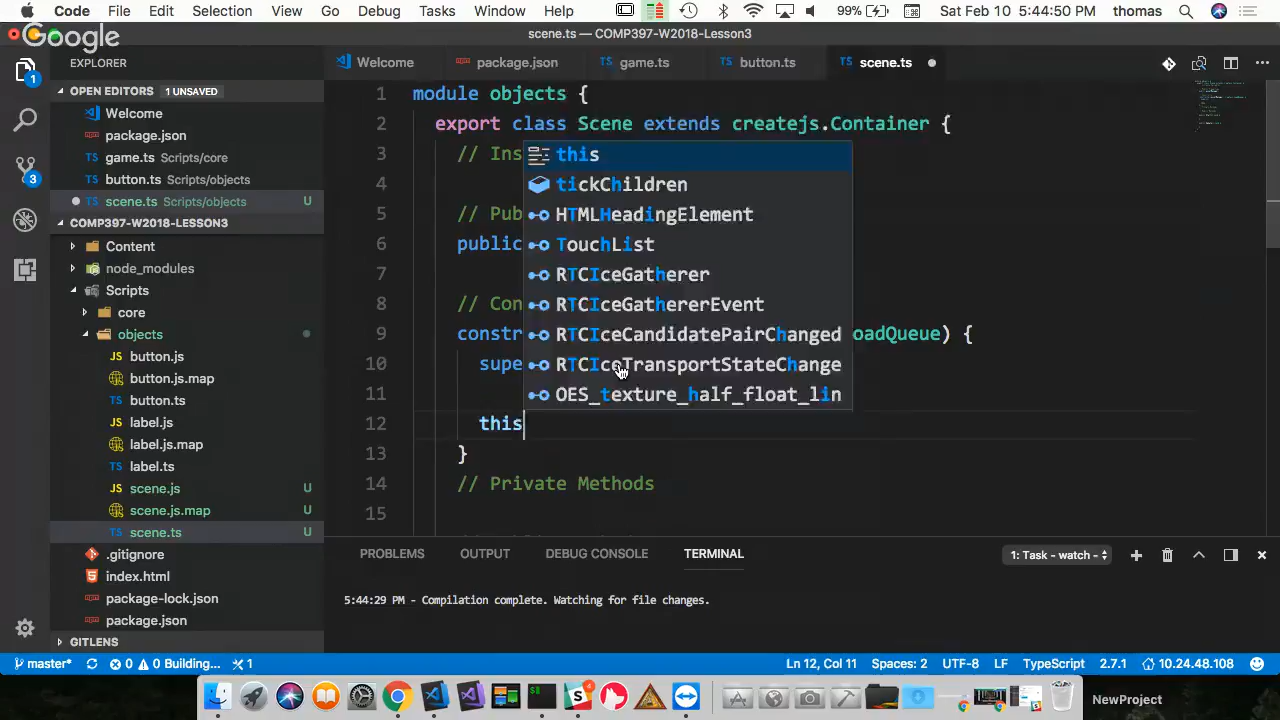 Code File Edit Selection View Go Debug Tasks Window Help 99% Sat Feb 10 5:44:50 PM thomas
Google
scene.ts — COMP397-W2018-Lesson3
EXPLORER
Welcome package.json TS game.ts TS button.ts TS scene.ts
OPEN EDITORS 1 UNSAVED
Welcome
package.json
TS game.ts Scripts/core
TS button.ts Scripts/objects
TS scene.ts Scripts/objects U
COMP397-W2018-LESSON3
Content
node_modules
Scripts
core
objects
JS button.js
button.js.map
TS button.ts
JS label.js
label.js.map
TS label.ts
JS scene.js U
scene.js.map U
TS scene.ts U
.gitignore
index.html
package-lock.json
package.json
GITLENS
1 module objects {
2 export class Scene extends createjs.Container {
3 // Ins
4
5 // Pub
6 public
7
8 // Con
9 constr oadQueue) {
10 supe
11
12 this
13 }
14 // Private Methods
15
this
tickChildren
HTMLHeadingElement
TouchList
RTCIceGatherer
RTCIceGathererEvent
RTCIceCandidatePairChanged
RTCIceTransportStateChange
OES_texture_half_float_lin
PROBLEMS OUTPUT DEBUG CONSOLE TERMINAL 1: Task - watch -
5:44:29 PM - Compilation complete. Watching for file changes.
master* 0 0 Building... 1 Ln 12, Col 11 Spaces: 2 UTF-8 LF TypeScript 2.7.1 10.24.48.108
NewProject